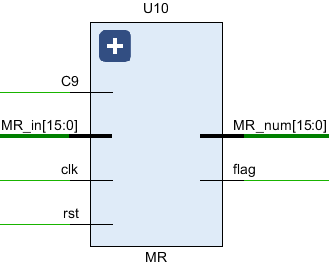 U10
C9
MR_in[15:0]
MR_num[15:0]
clk
flag
rst
MR